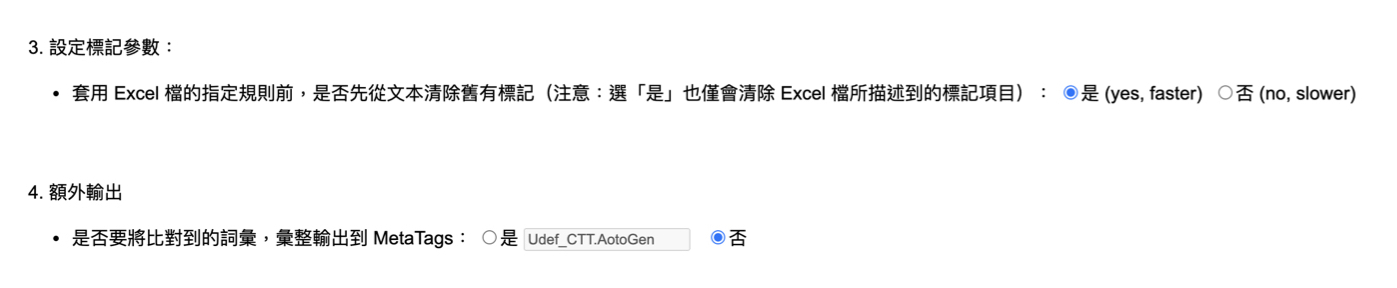 3. 設定標記參數：
• 套用 Excel 檔的指定規則前，是否先從文本清除舊有標記（注意：選「是」也僅會清除 Excel 檔所描述到的標記項目）： 是 (yes, faster) 否 (no, slower)
4. 額外輸出
• 是否要將比對到的詞彙，彙整輸出到 MetaTags： 是 Udef_CTT.AotoGen 否